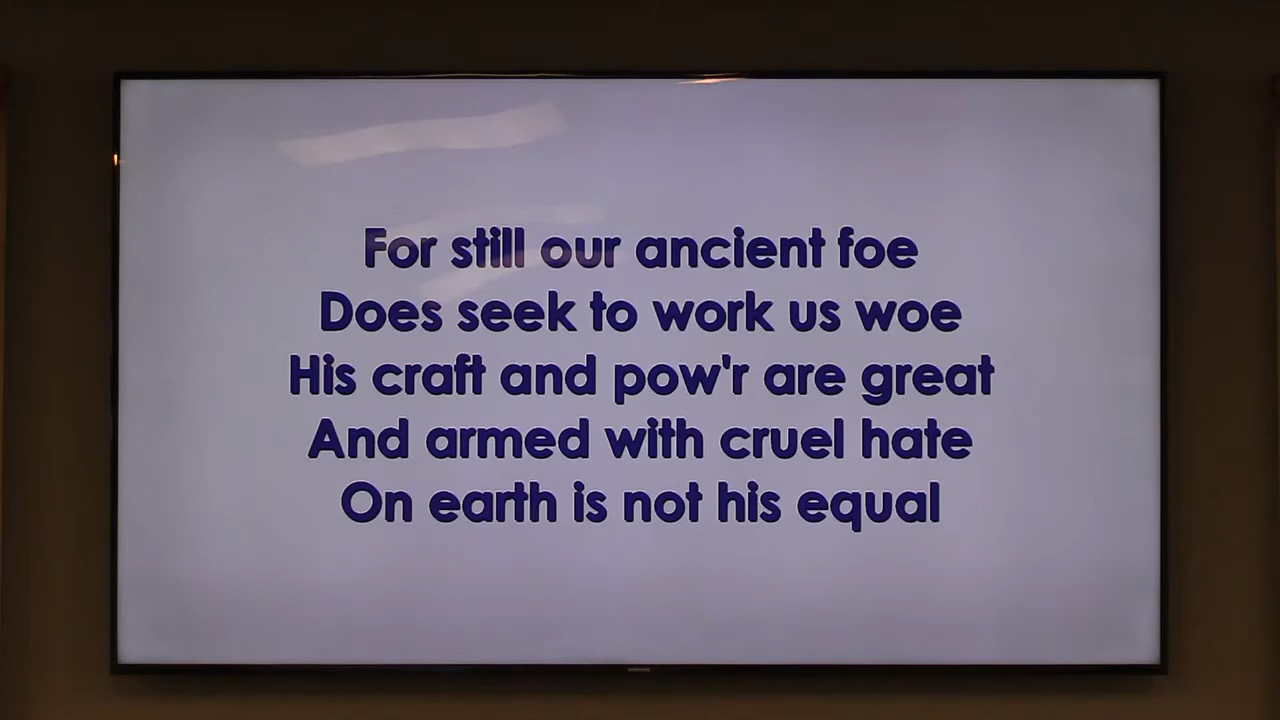 For still our ancient foe
Does seek to work us woe
His craft and pow'r are great
And armed with cruel hate
On earth is not his equal